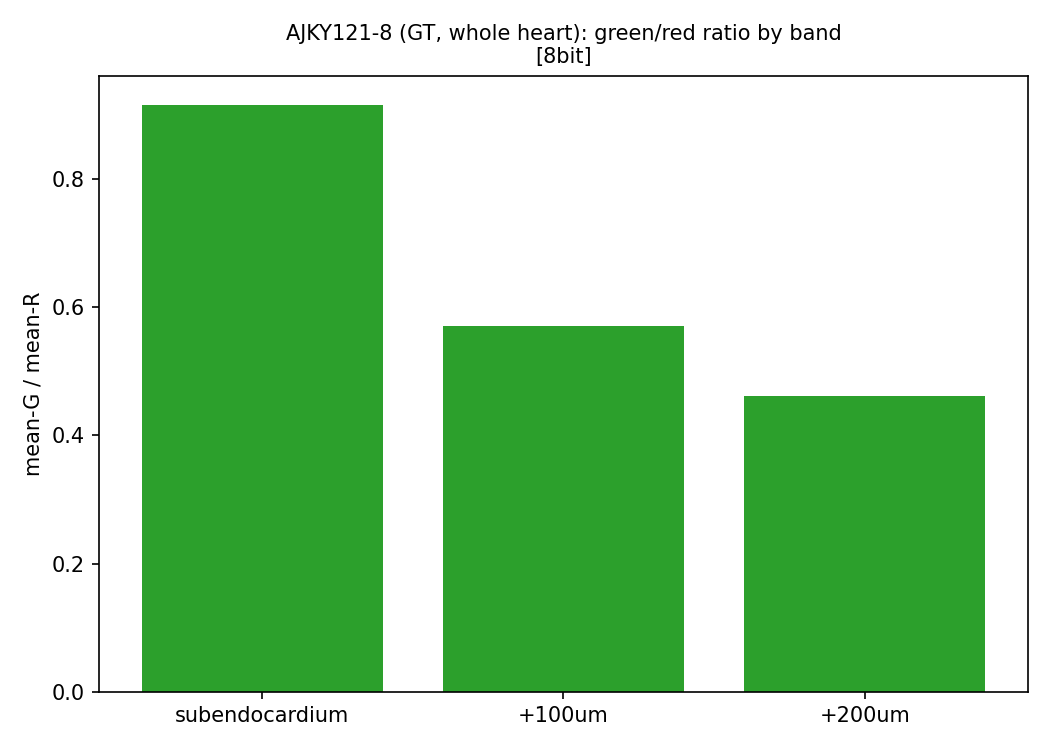 AJKY121-8 (GT, whole heart): green/red ratio by band
[8bit]
mean-G / mean-R
0.8
0.6
0.4
0.2
0.0
subendocardium +100um +200um